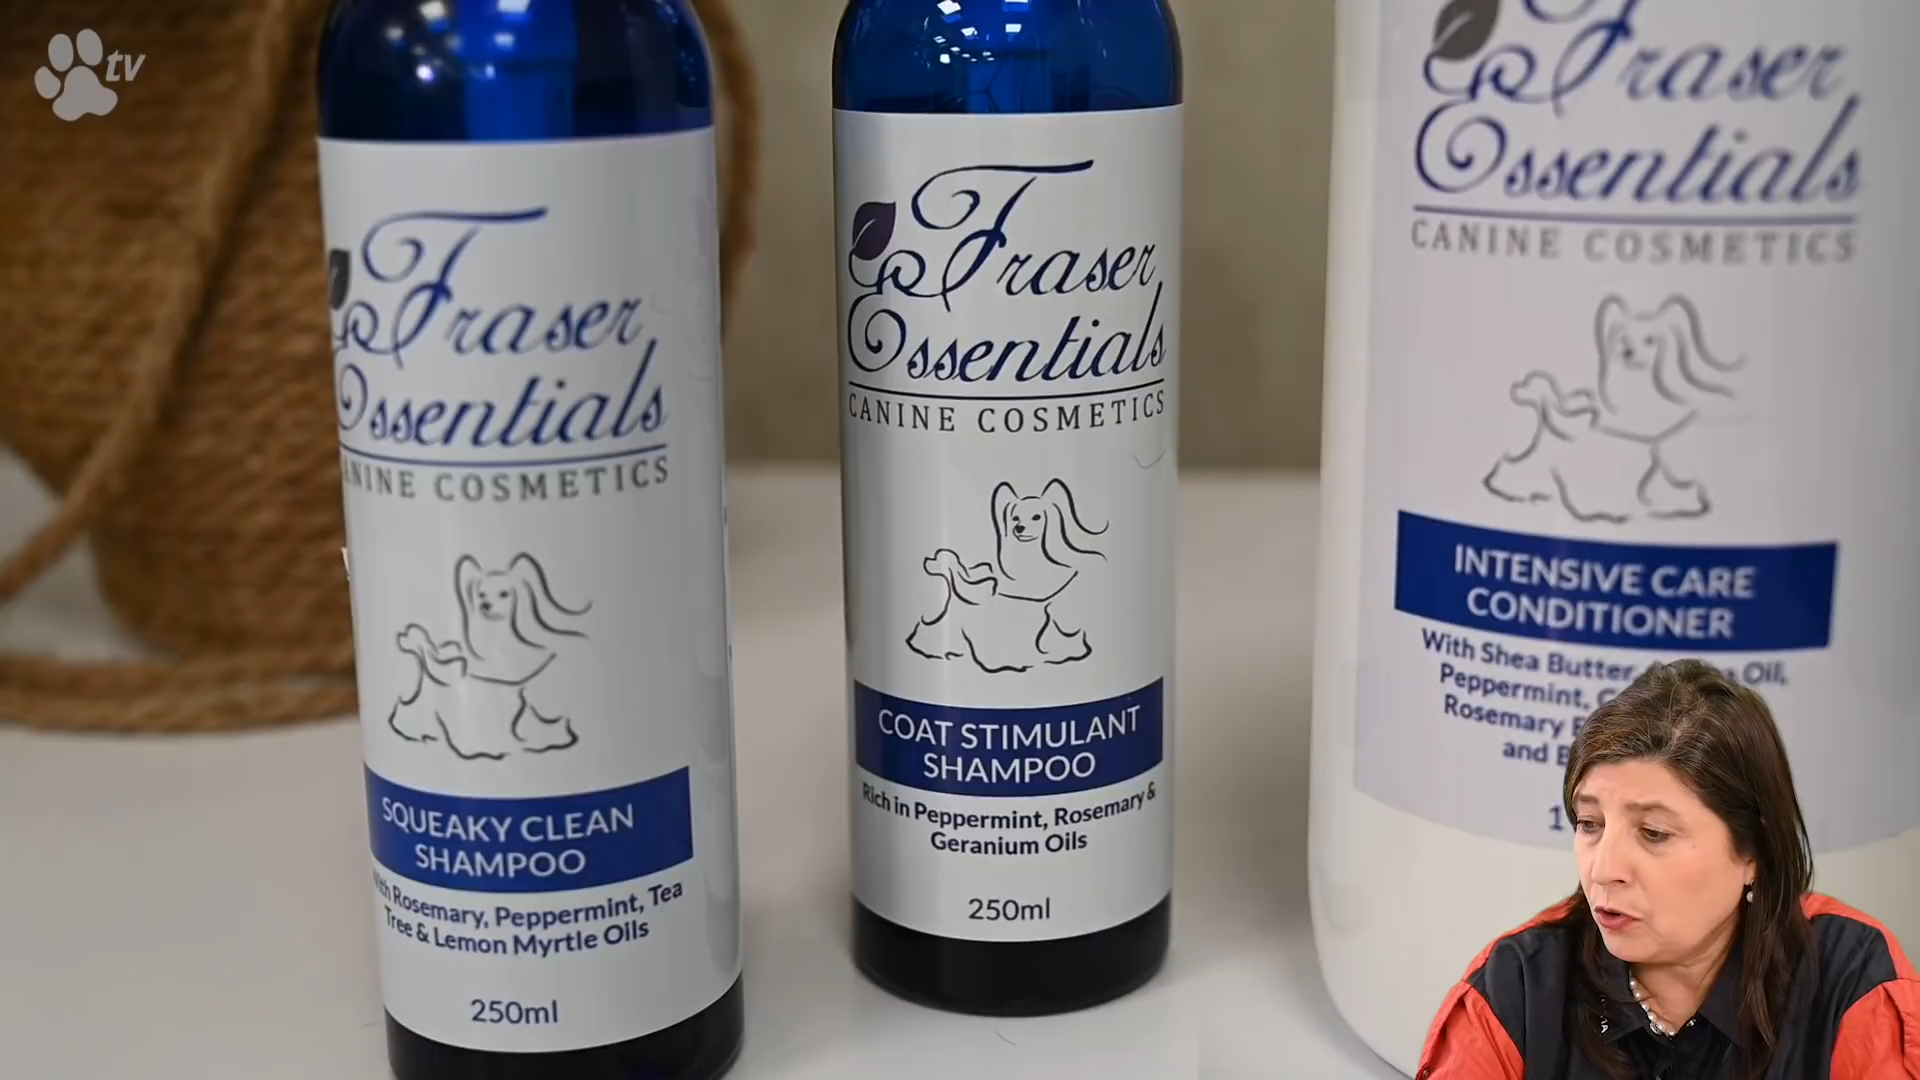 tv
Fraser
Essentials
CANINE COSMETICS
SQUEAKY CLEAN
SHAMPOO
Rosemary, Peppermint, Tea
Tree & Lemon Myrtle Oils
250ml
Fraser
Essentials
CANINE COSMETICS
COAT STIMULANT
SHAMPOO
Rich in Peppermint, Rosemary &
Geranium Oils
250ml
Fraser
Essentials
CANINE COSMETICS
INTENSIVE CARE
CONDITIONER
With Shea Butter, Oil,
Peppermint,
Rosemary
and